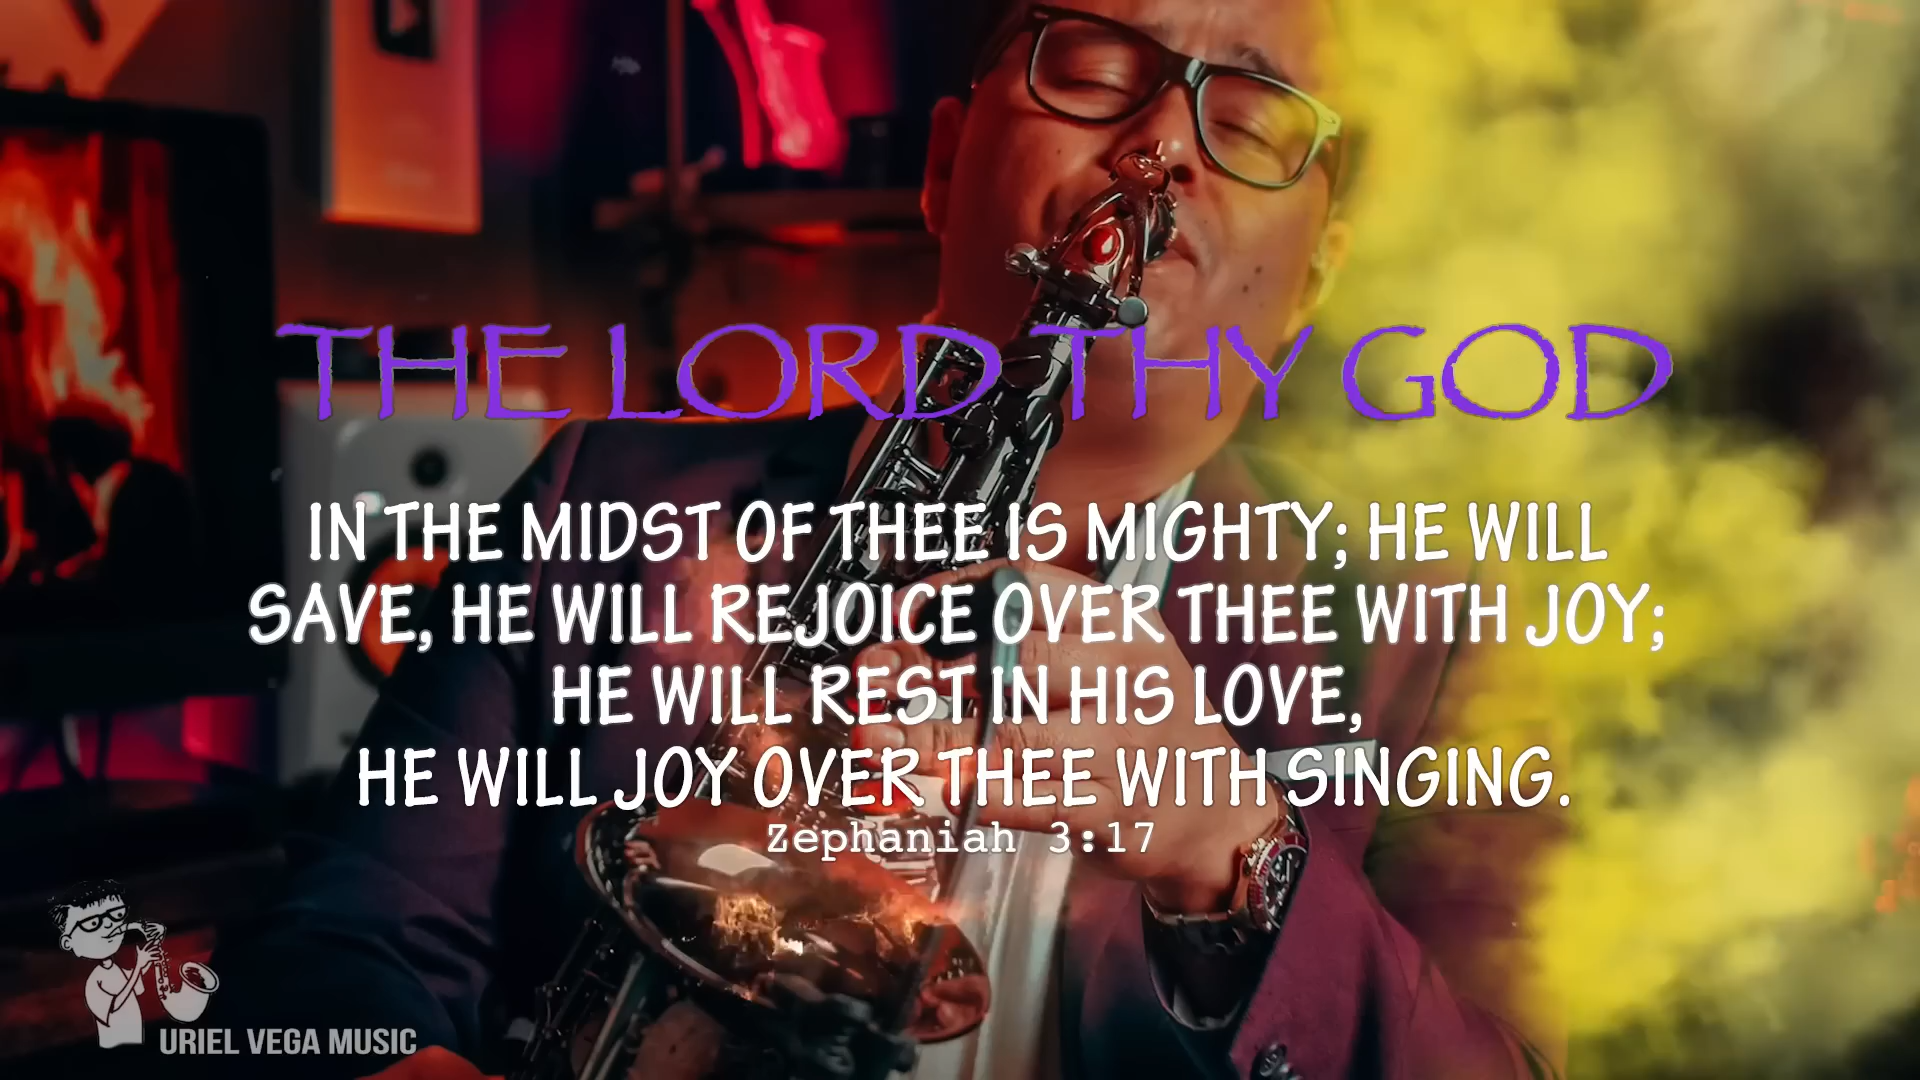 THE LORD THY GOD
IN THE MIDST OF THEE IS MIGHTY; HE WILL
SAVE, HE WILL REJOICE OVER THEE WITH JOY;
HE WILL REST IN HIS LOVE,
HE WILL JOY OVER THEE WITH SINGING.
Zephaniah 3:17
URIEL VEGA MUSIC